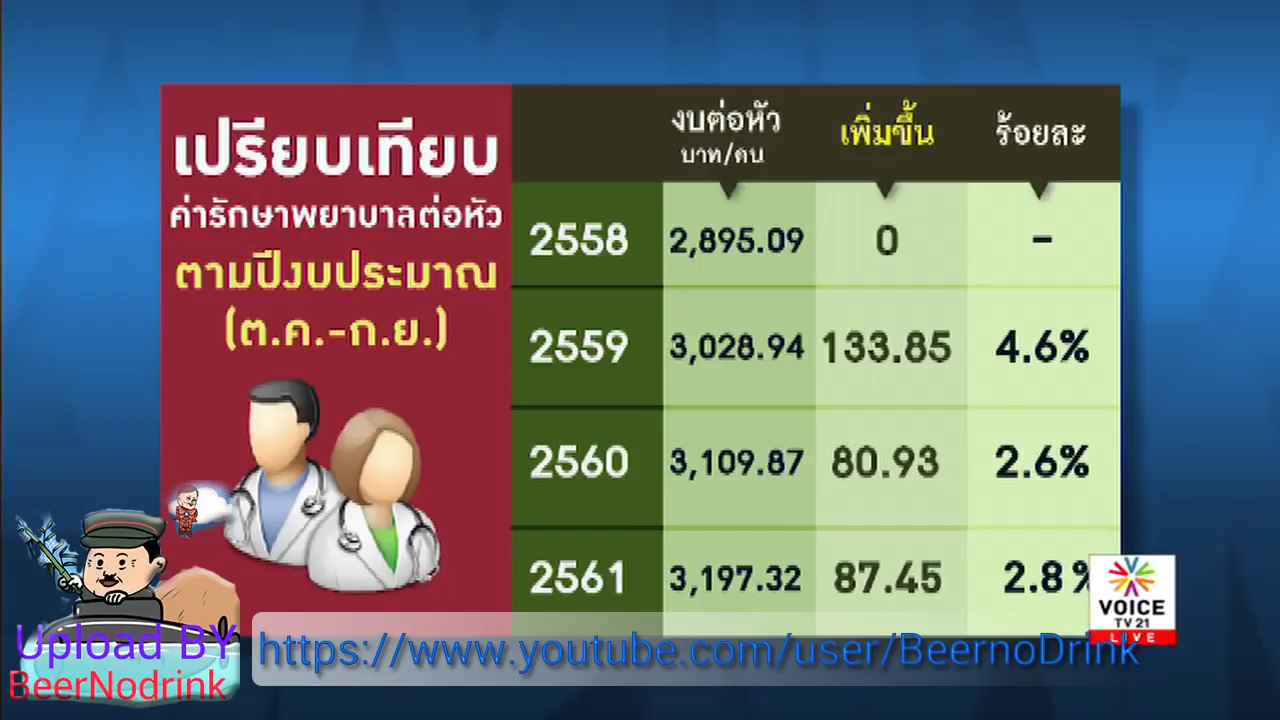 เปรียบเทียบ
ค่ารักษาพยาบาลต่อหัว
ตามปีงบประมาณ
(ต.ค.-ก.ย.)
งบต่อหัว เพิ่มขึ้น ร้อยละ
บาท/คน
2558 2,895.09 0 –
2559 3,028.94 133.85 4.6%
2560 3,109.87 80.93 2.6%
2561 3,197.32 87.45 2.8%
VOICE
TV 21
LIVE
Upload BY
BeerNodrink
https://www.youtube.com/user/BeernoDrink